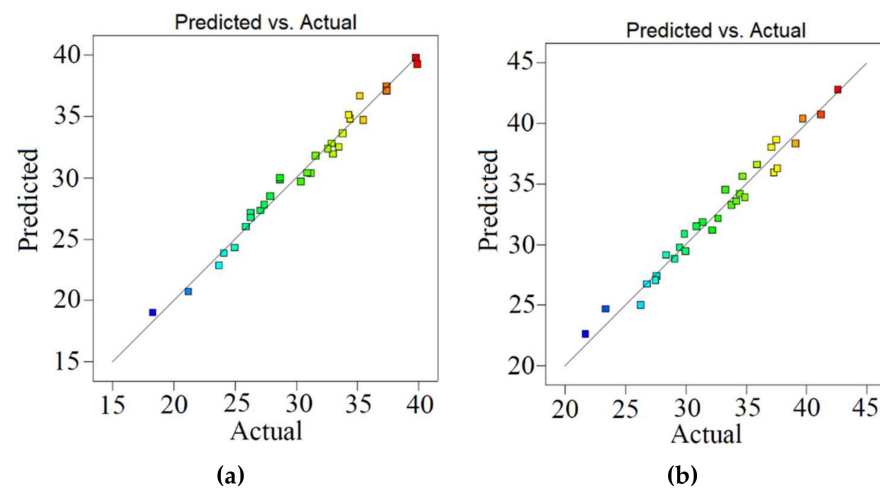 Predicted vs. Actual
40
35
30
25
20
15
Predicted
15 20 25 30 35 40
Actual
(a)
Predicted vs. Actual
45
40
35
30
25
20
Predicted
20 25 30 35 40 45
Actual
(b)